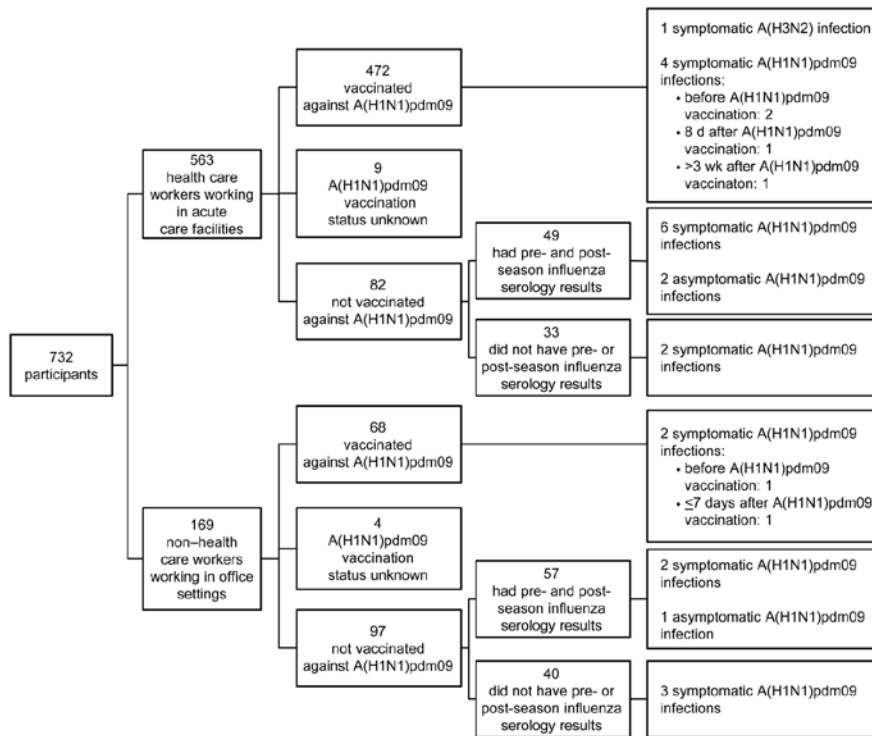 732
participants
563
health care
workers working
in acute
care facilities
472
vaccinated
against A(H1N1)pdm09
1 symptomatic A(H3N2) infection
4 symptomatic A(H1N1)pdm09
infections:
• before A(H1N1)pdm09
vaccination: 2
• 8 d after A(H1N1)pdm09
vaccination: 1
• >3 wk after A(H1N1)pdm09
vaccinaton: 1
9
A(H1N1)pdm09
vaccination
status unknown
82
not vaccinated
against A(H1N1)pdm09
49
had pre- and post-
season influenza
serology results
6 symptomatic A(H1N1)pdm09
infections
2 asymptomatic A(H1N1)pdm09
infections
33
did not have pre- or
post-season influenza
serology results
2 symptomatic A(H1N1)pdm09
infections
169
non–health
care workers
working in office
settings
68
vaccinated
against A(H1N1)pdm09
2 symptomatic A(H1N1)pdm09
infections:
• before A(H1N1)pdm09
vaccination: 1
• ≤7 days after A(H1N1)pdm09
vaccination: 1
4
A(H1N1)pdm09
vaccination
status unknown
97
not vaccinated
against A(H1N1)pdm09
57
had pre- and post-
season influenza
serology results
2 symptomatic A(H1N1)pdm09
infections
1 asymptomatic A(H1N1)pdm09
infection
40
did not have pre- or
post-season influenza
serology results
3 symptomatic A(H1N1)pdm09
infections